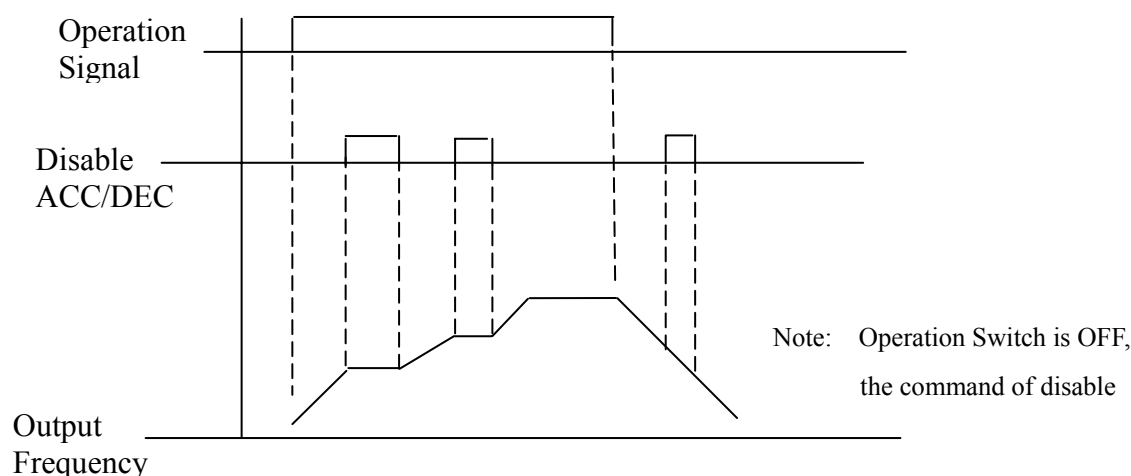 Operation
Signal
Disable
ACC/DEC
Note: Operation Switch is OFF,
the command of disable
Output
Frequency